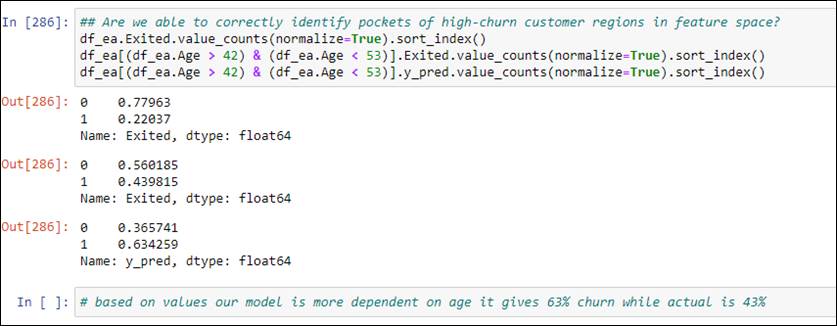 In [286]: ## Are we able to correctly identify pockets of high-churn customer regions in feature space?
df_ea.Exited.value_counts(normalize=True).sort_index()
df_ea[(df_ea.Age > 42) & (df_ea.Age < 53)].Exited.value_counts(normalize=True).sort_index()
df_ea[(df_ea.Age > 42) & (df_ea.Age < 53)].y_pred.value_counts(normalize=True).sort_index()
Out[286]: 0    0.77963
1    0.22037
Name: Exited, dtype: float64
Out[286]: 0    0.560185
1    0.439815
Name: Exited, dtype: float64
Out[286]: 0    0.365741
1    0.634259
Name: y_pred, dtype: float64
In [ ]: # based on values our model is more dependent on age it gives 63% churn while actual is 43%